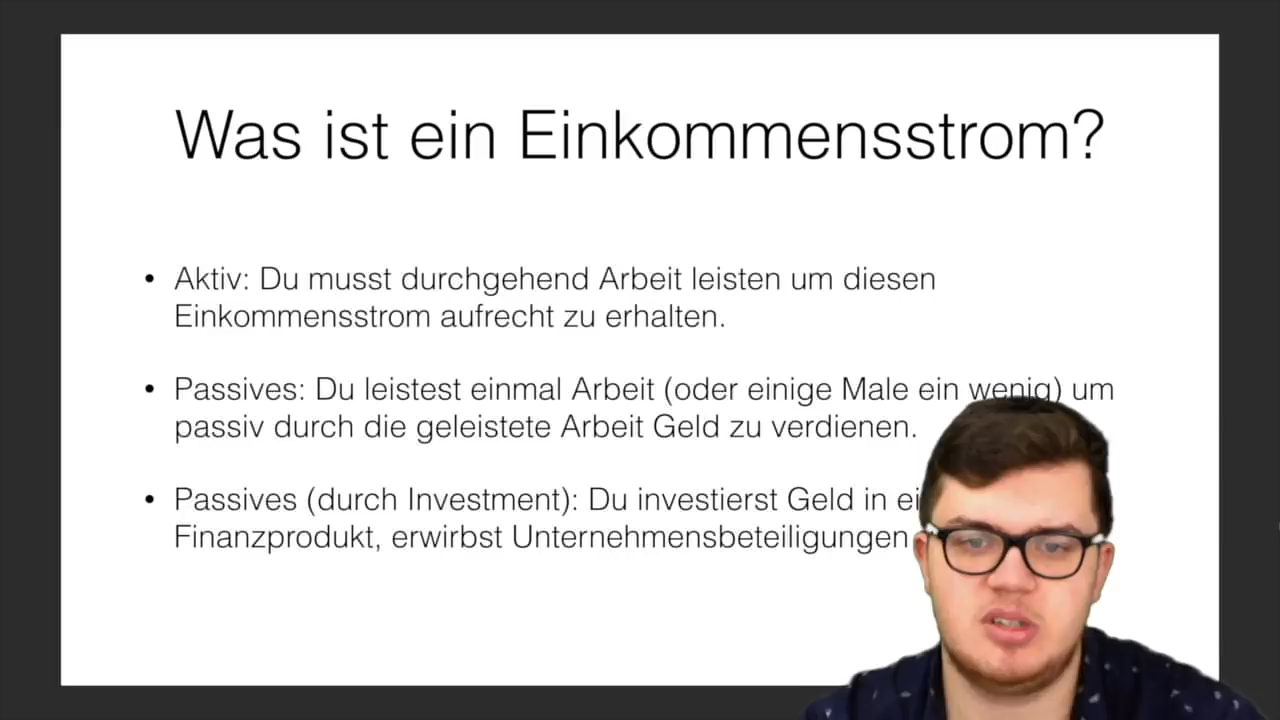 Was ist ein Einkommensstrom?
• Aktiv: Du musst durchgehend Arbeit leisten um diesen
Einkommensstrom aufrecht zu erhalten.
• Passives: Du leistest einmal Arbeit (oder einige Male ein wenig) um
passiv durch die geleistete Arbeit Geld zu verdienen.
• Passives (durch Investment): Du investierst Geld in
Finanzprodukt, erwirbst Unternehmensbeteiligungen